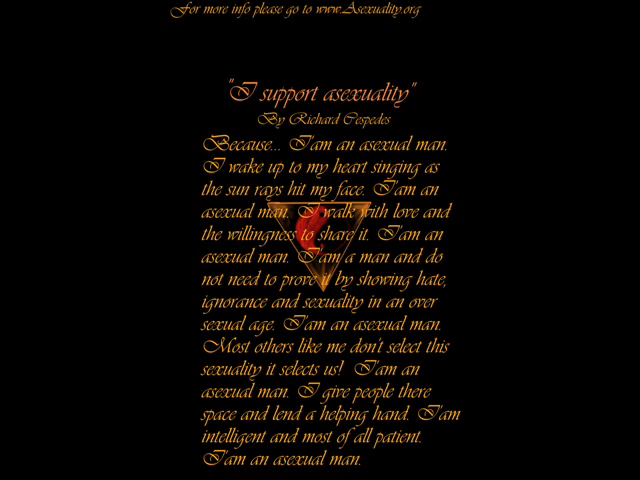 For more info please go to www.Asexuality.org
"I support asexuality"
By Richard Cespedes
Because... I'am an asexual man.
I wake up to my heart singing as
the sun rays hit my face. I'am an
asexual man. I walk with love and
the willingness to share it. I'am an
asexual man. I'am a man and do
not need to prove it by showing hate,
ignorance and sexuality in an over
sexual age. I'am an asexual man.
Most others like me don't select this
sexuality it selects us!  I'am an
asexual man. I give people there
space and lend a helping hand. I'am
intelligent and most of all patient.
I'am an asexual man.